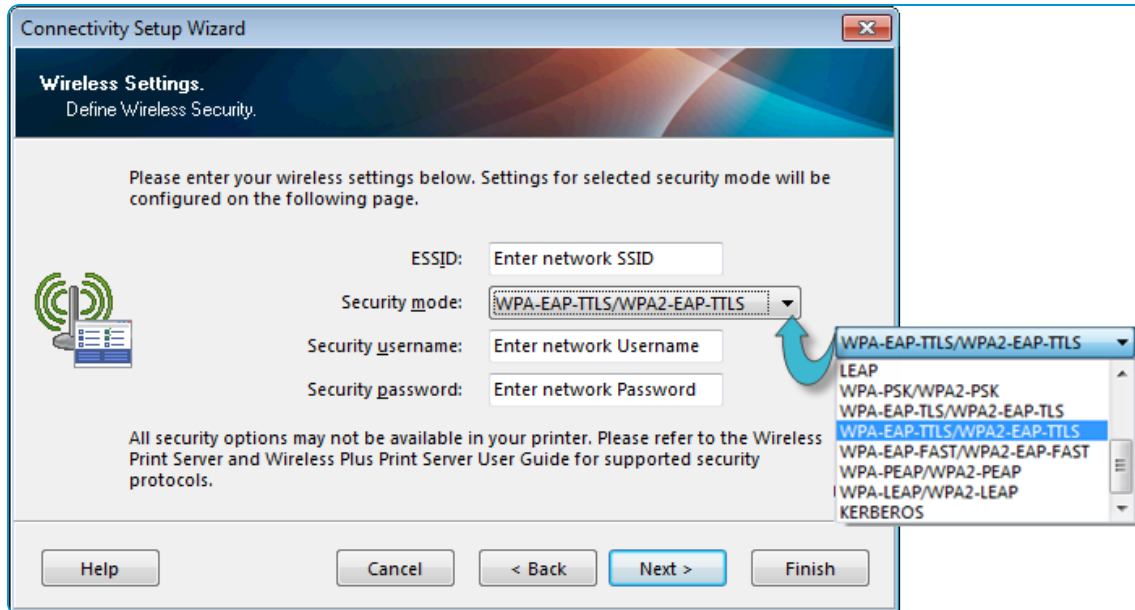 Connectivity Setup Wizard
Wireless Settings.
Define Wireless Security.
Please enter your wireless settings below. Settings for selected security mode will be
configured on the following page.
ESSID: Enter network SSID
Security mode: WPA-EAP-TTLS/WPA2-EAP-TTLS
Security username: Enter network Username
Security password: Enter network Password
All security options may not be available in your printer. Please refer to the Wireless
Print Server and Wireless Plus Print Server User Guide for supported security
protocols.
WPA-EAP-TTLS/WPA2-EAP-TTLS
LEAP
WPA-PSK/WPA2-PSK
WPA-EAP-TLS/WPA2-EAP-TLS
WPA-EAP-TTLS/WPA2-EAP-TTLS
WPA-EAP-FAST/WPA2-EAP-FAST
WPA-PEAP/WPA2-PEAP
WPA-LEAP/WPA2-LEAP
KERBEROS
Help
Cancel
< Back
Next >
Finish